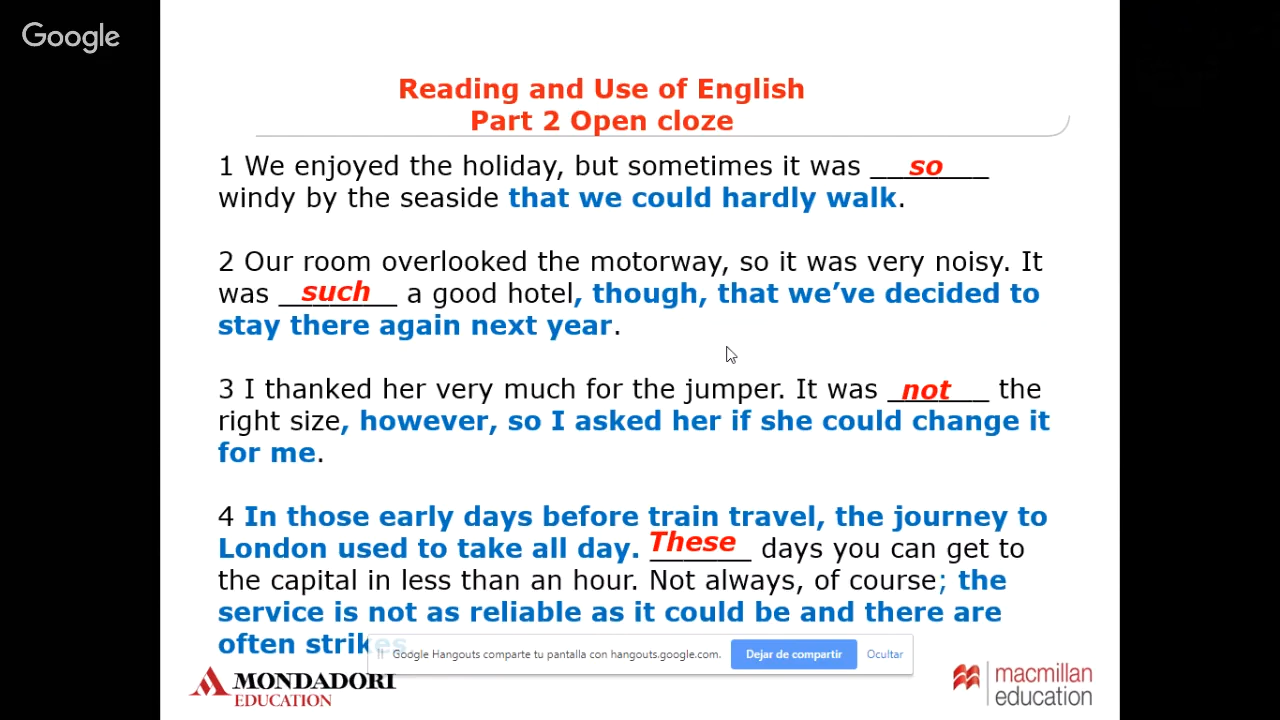 Google
Reading and Use of English
Part 2 Open cloze
1 We enjoyed the holiday, but sometimes it was __so__
windy by the seaside that we could hardly walk.
2 Our room overlooked the motorway, so it was very noisy. It
was __such__ a good hotel, though, that we’ve decided to
stay there again next year.
3 I thanked her very much for the jumper. It was __not__ the
right size, however, so I asked her if she could change it
for me.
4 In those early days before train travel, the journey to
London used to take all day. __These__ days you can get to
the capital in less than an hour. Not always, of course; the
service is not as reliable as it could be and there are
often strikes
Google Hangouts comparte tu pantalla con hangouts.google.com. Dejar de compartir Ocultar
MONDADORI
EDUCATION
macmillan
education